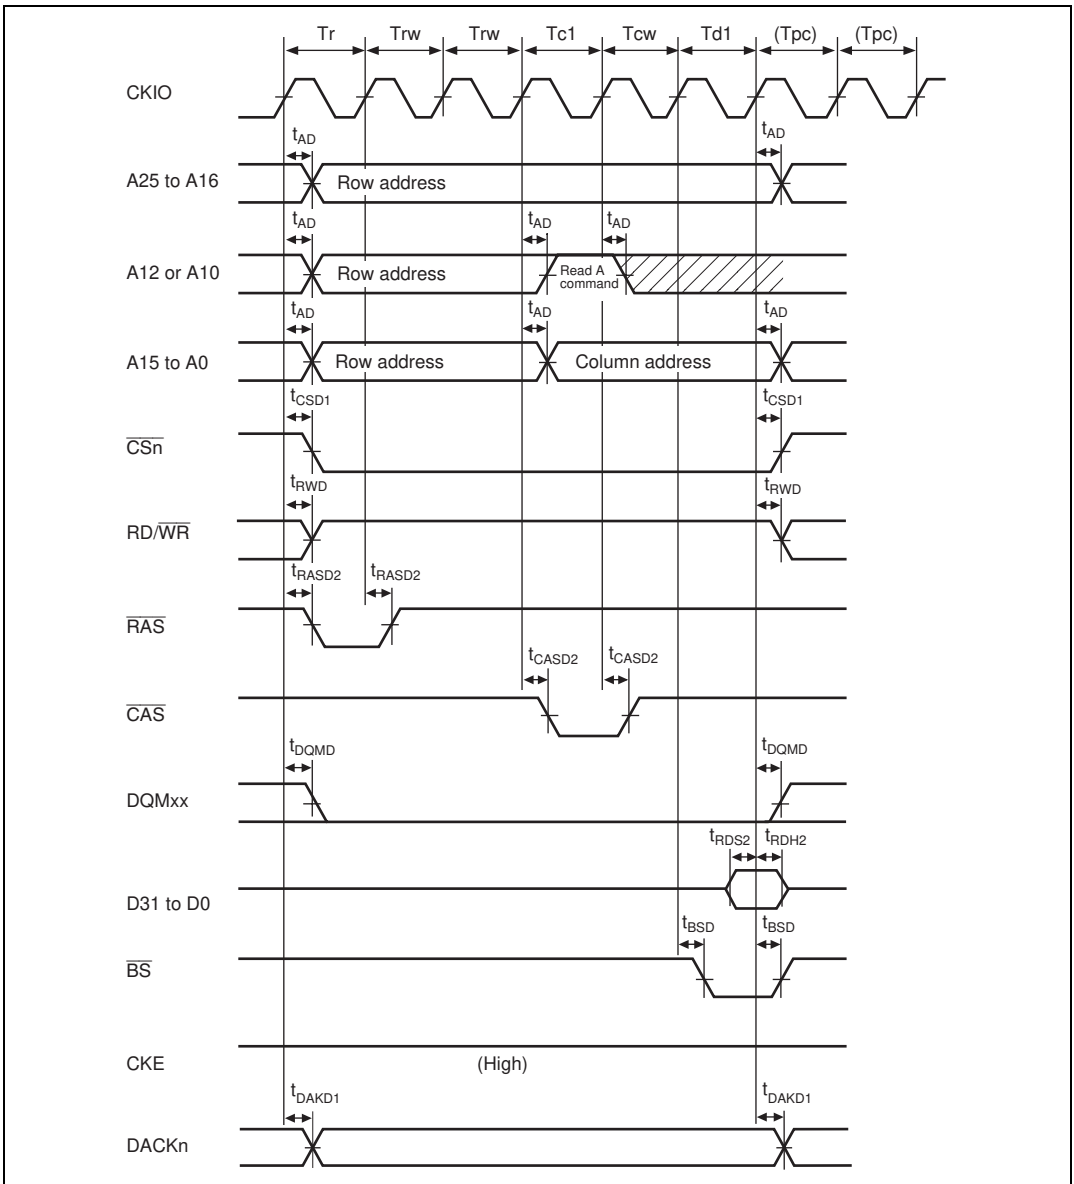 Tr Trw Trw Tc1 Tcw Td1 (Tpc) (Tpc)
CKIO
tAD tAD
A25 to A16 Row address
tAD tAD tAD
A12 or A10 Row address Read A command
tAD tAD tAD
A15 to A0 Row address Column address
tCSD1 tCSD1
CSn
tRWD tRWD
RD/WR
tRASD2 tRASD2
RAS
tCASD2 tCASD2
CAS
tDQMD tDQMD
DQMxx
tRDS2 tRDH2
D31 to D0
tBSD tBSD
BS
CKE (High)
tDAKD1 tDAKD1
DACKn